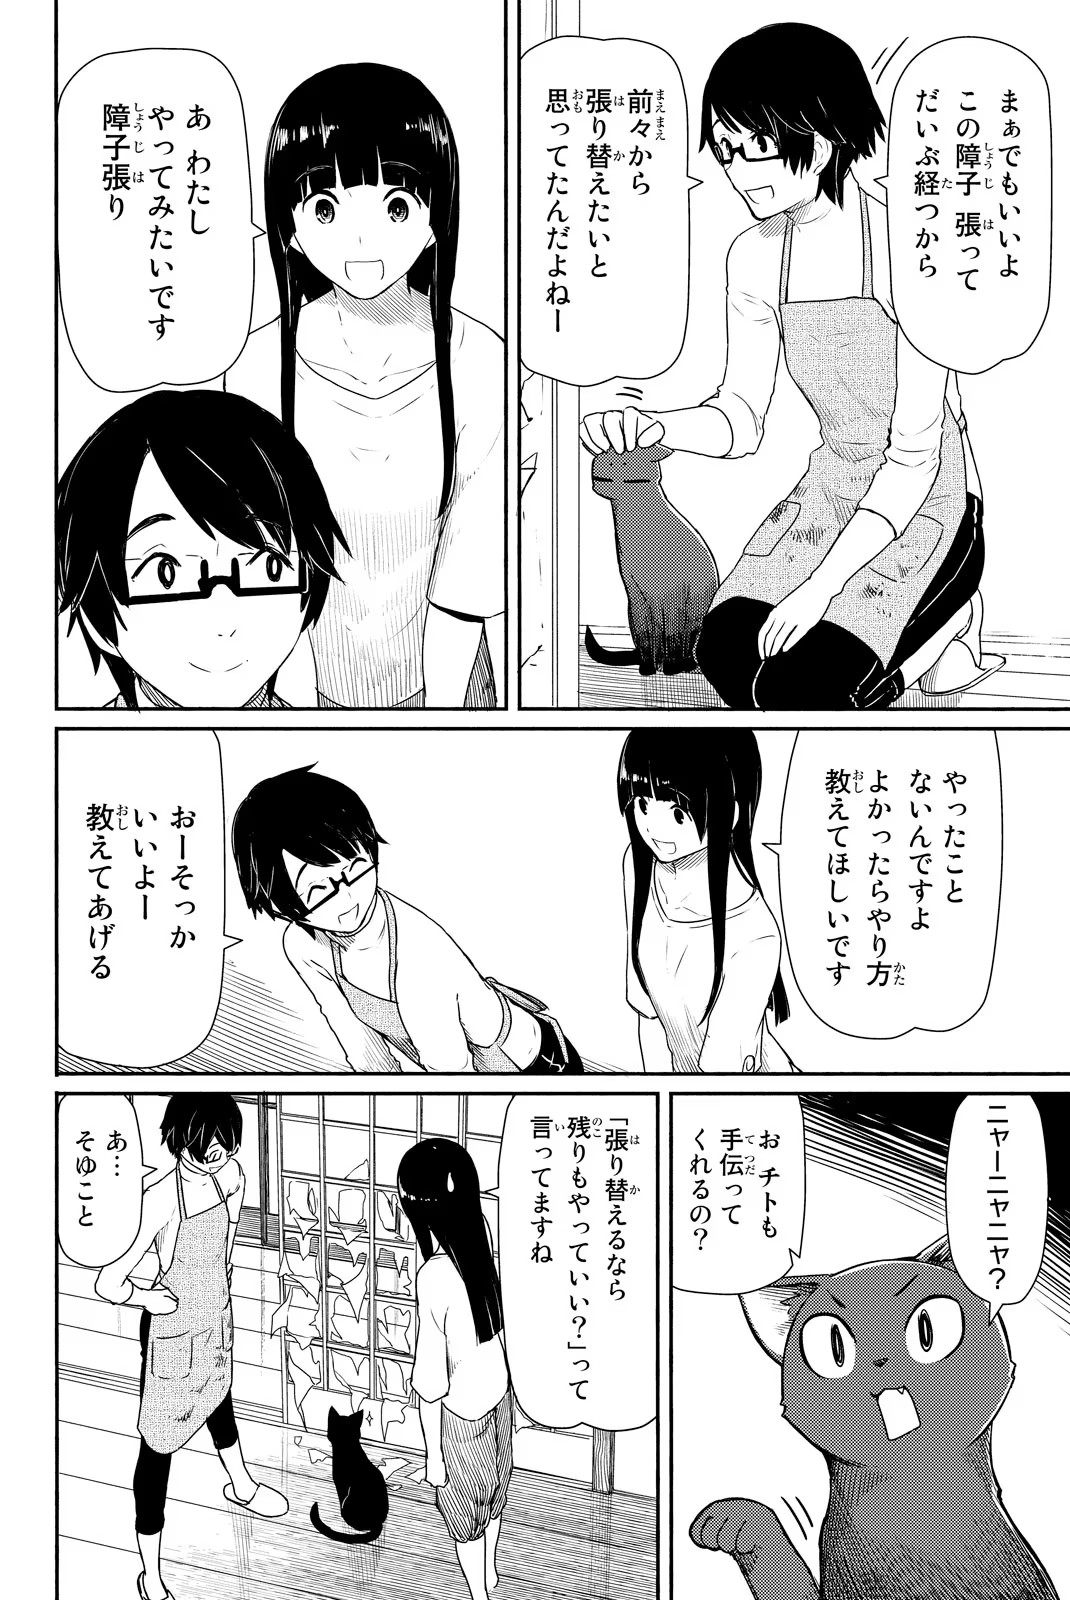 まぁでもいいよ
この障子 張って
だいぶ経つから
前々から
張り替えたいと
思ってたんだよねー
あ わたし
やってみたいです
障子張り
やったこと
ないんですよ
よかったらやり方
教えてほしいです
おーそっか
いいよー
教えてあげる
ニャーニャニャ？
お チトも
手伝って
くれるの？
「張り替えるなら
残りもやっていい？」って
言ってますね
あ…
そゆこと